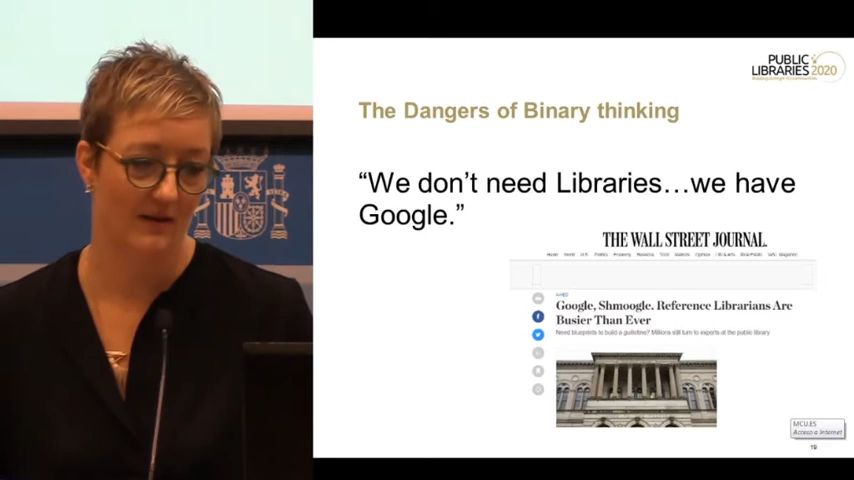 PUBLIC
LIBRARIES 2020
The Dangers of Binary thinking
“We don’t need Libraries…we have
Google.”
THE WALL STREET JOURNAL.
Google, Shmoogle. Reference Librarians Are
Busier Than Ever
Need blueprints to build a guillotine? Millions still turn to experts at the public library
MCU.ES
Acceso a Internet
19